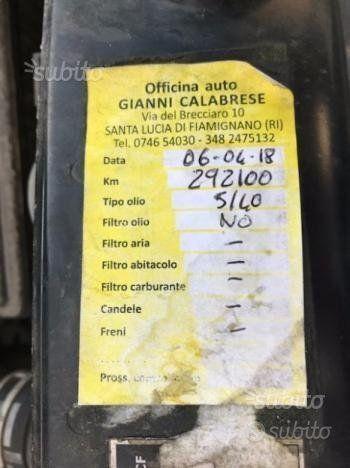 subito
Officina auto
GIANNI CALABRESE
Via del Brecciaro 10
SANTA LUCIA DI FIAMIGNANO (RI)
Tel. 0746 54030 - 348 2475132
Data 06-04-18
Km 292100
Tipo olio 5/40
Filtro olio NO
Filtro aria -
Filtro abitacolo -
Filtro carburante -
Candele -
Freni -
Pross.
subito
subito
CF